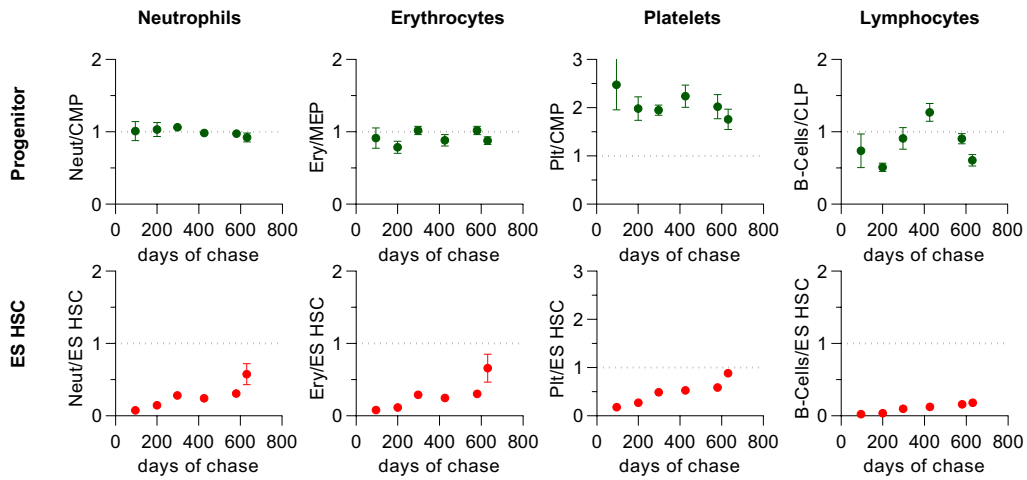 Neutrophils
Erythrocytes
Platelets
Lymphocytes
Progenitor
Neut/CMP
2
1
0
0 200 400 600 800
days of chase
Ery/MEP
2
1
0
0 200 400 600 800
days of chase
Plt/CMP
3
2
1
0
0 200 400 600 800
days of chase
B-Cells/CLP
2
1
0
0 200 400 600 800
days of chase
ES HSC
Neut/ES HSC
2
1
0
0 200 400 600 800
days of chase
Ery/ES HSC
2
1
0
0 200 400 600 800
days of chase
Plt/ES HSC
3
2
1
0
0 200 400 600 800
days of chase
B-Cells/ES HSC
2
1
0
0 200 400 600 800
days of chase